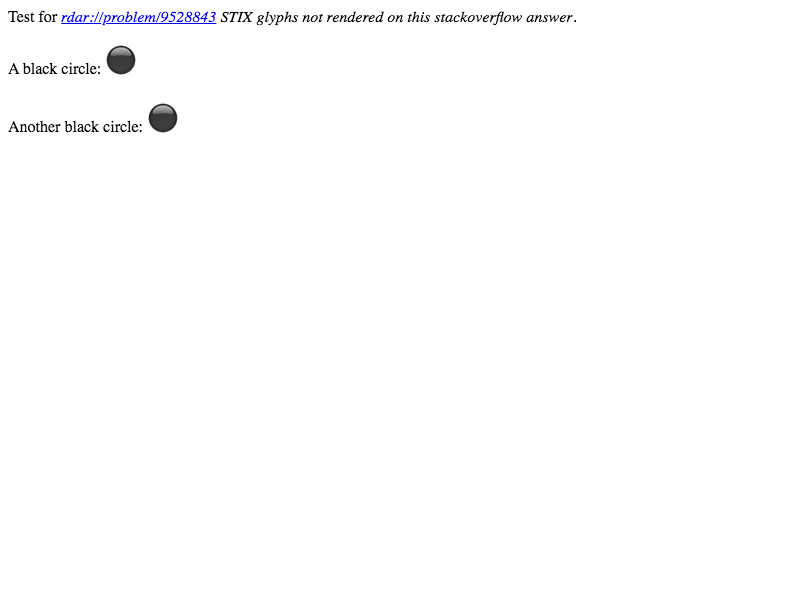 Test for rdar://problem/9528843 STIX glyphs not rendered on this stackoverflow answer.
A black circle: ⚫
Another black circle: ⚫